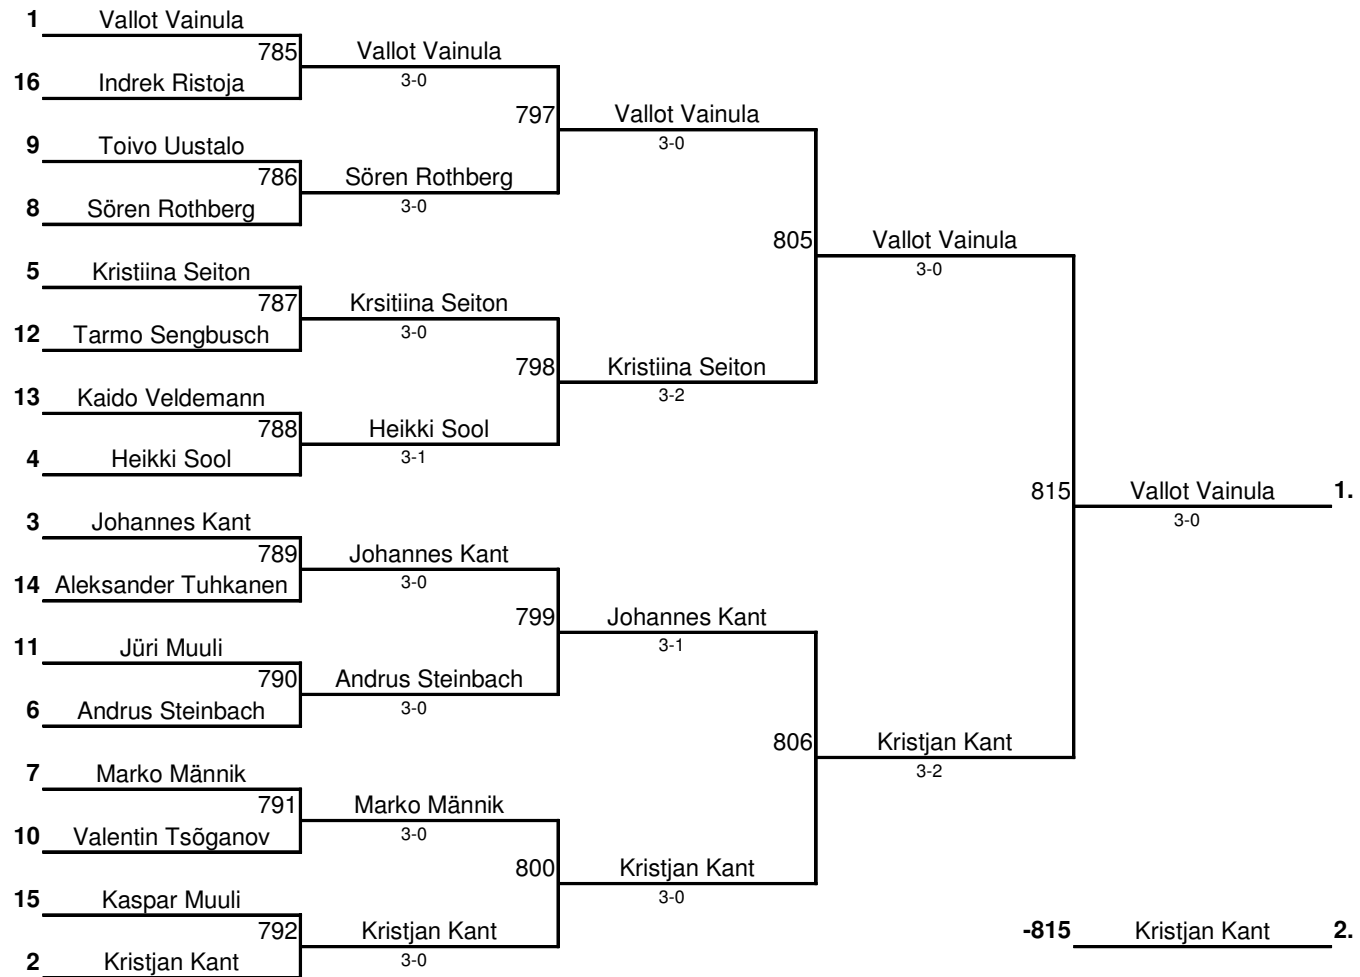 1 Vallot Vainula
785 Vallot Vainula
16 Indrek Ristoja 3-0
797 Vallot Vainula
9 Toivo Uustalo 3-0
786 Sören Rothberg
8 Sören Rothberg 3-0
805 Vallot Vainula
5 Kristiina Seiton 3-0
787 Krsitiina Seiton
12 Tarmo Sengbusch 3-0
798 Kristiina Seiton
13 Kaido Veldemann 3-2
788 Heikki Sool
4 Heikki Sool 3-1
815 Vallot Vainula 1.
3 Johannes Kant 3-0
789 Johannes Kant
14 Aleksander Tuhkanen 3-0
799 Johannes Kant
11 Jüri Muuli 3-1
790 Andrus Steinbach
6 Andrus Steinbach 3-0
806 Kristjan Kant
7 Marko Männik 3-2
791 Marko Männik
10 Valentin Tsõganov 3-0
800 Kristjan Kant
15 Kaspar Muuli 3-0
792 Kristjan Kant -815 Kristjan Kant 2.
2 Kristjan Kant 3-0